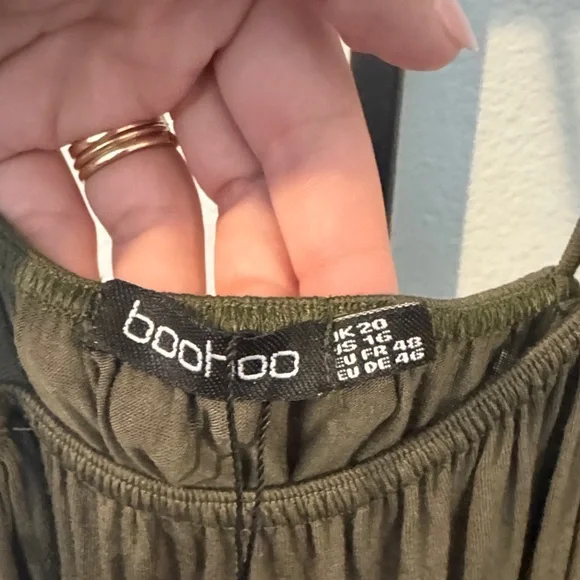 boohoo
UK 20
US 16
EU FR 48
EU DE 46